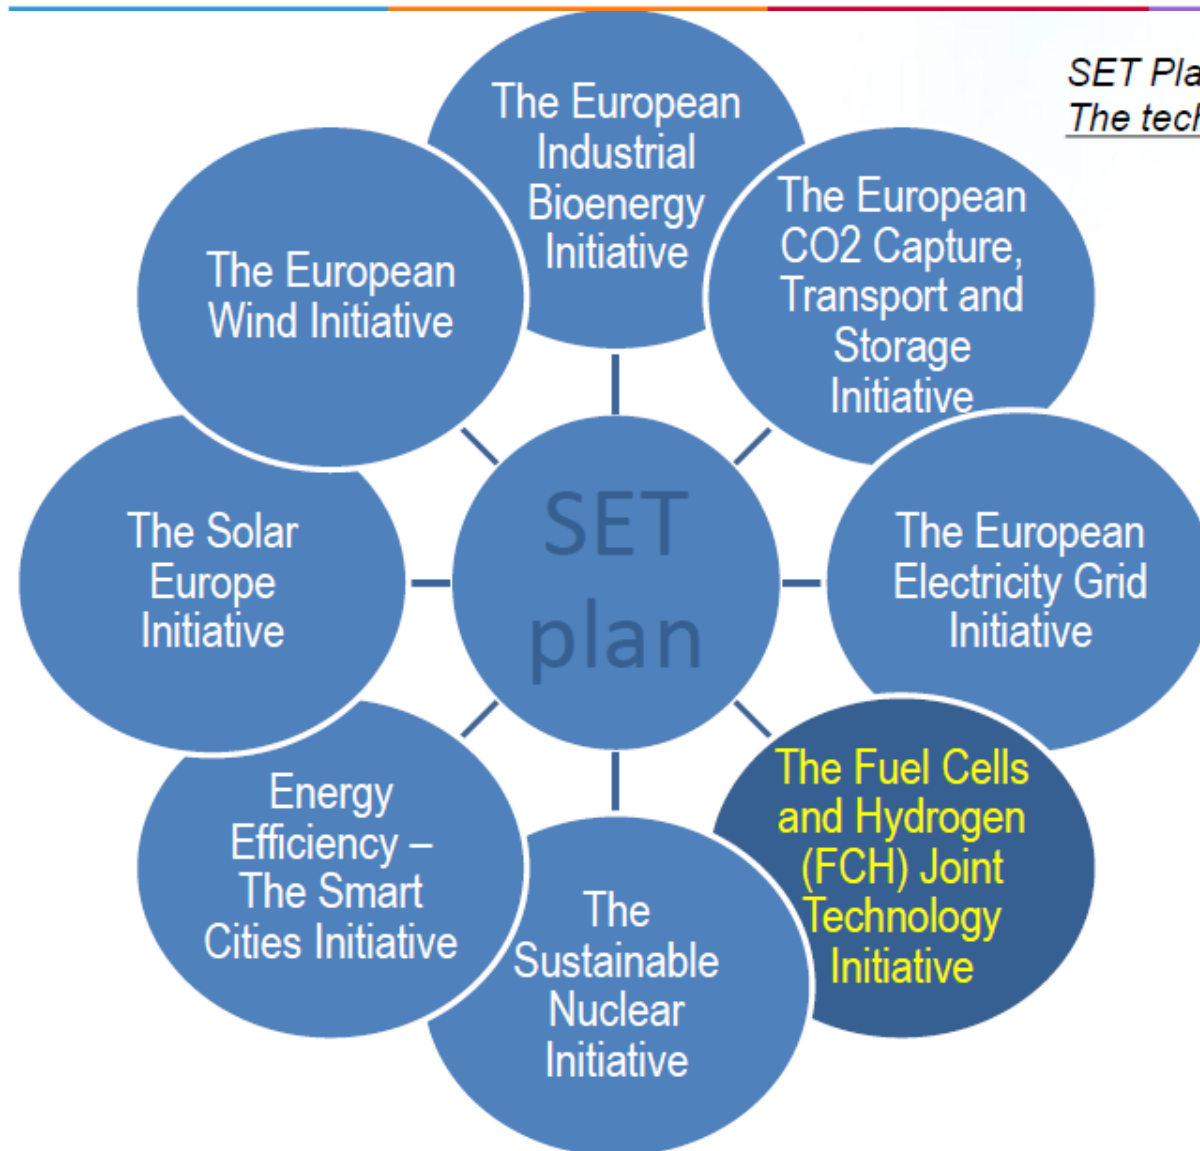 SET Pla
The tech
The European
Industrial
Bioenergy
Initiative
The European
CO2 Capture,
Transport and
Storage
Initiative
The European
Electricity Grid
Initiative
The Fuel Cells
and Hydrogen
(FCH) Joint
Technology
Initiative
The
Sustainable
Nuclear
Initiative
Energy
Efficiency –
The Smart
Cities Initiative
The Solar
Europe
Initiative
The European
Wind Initiative
SET
plan